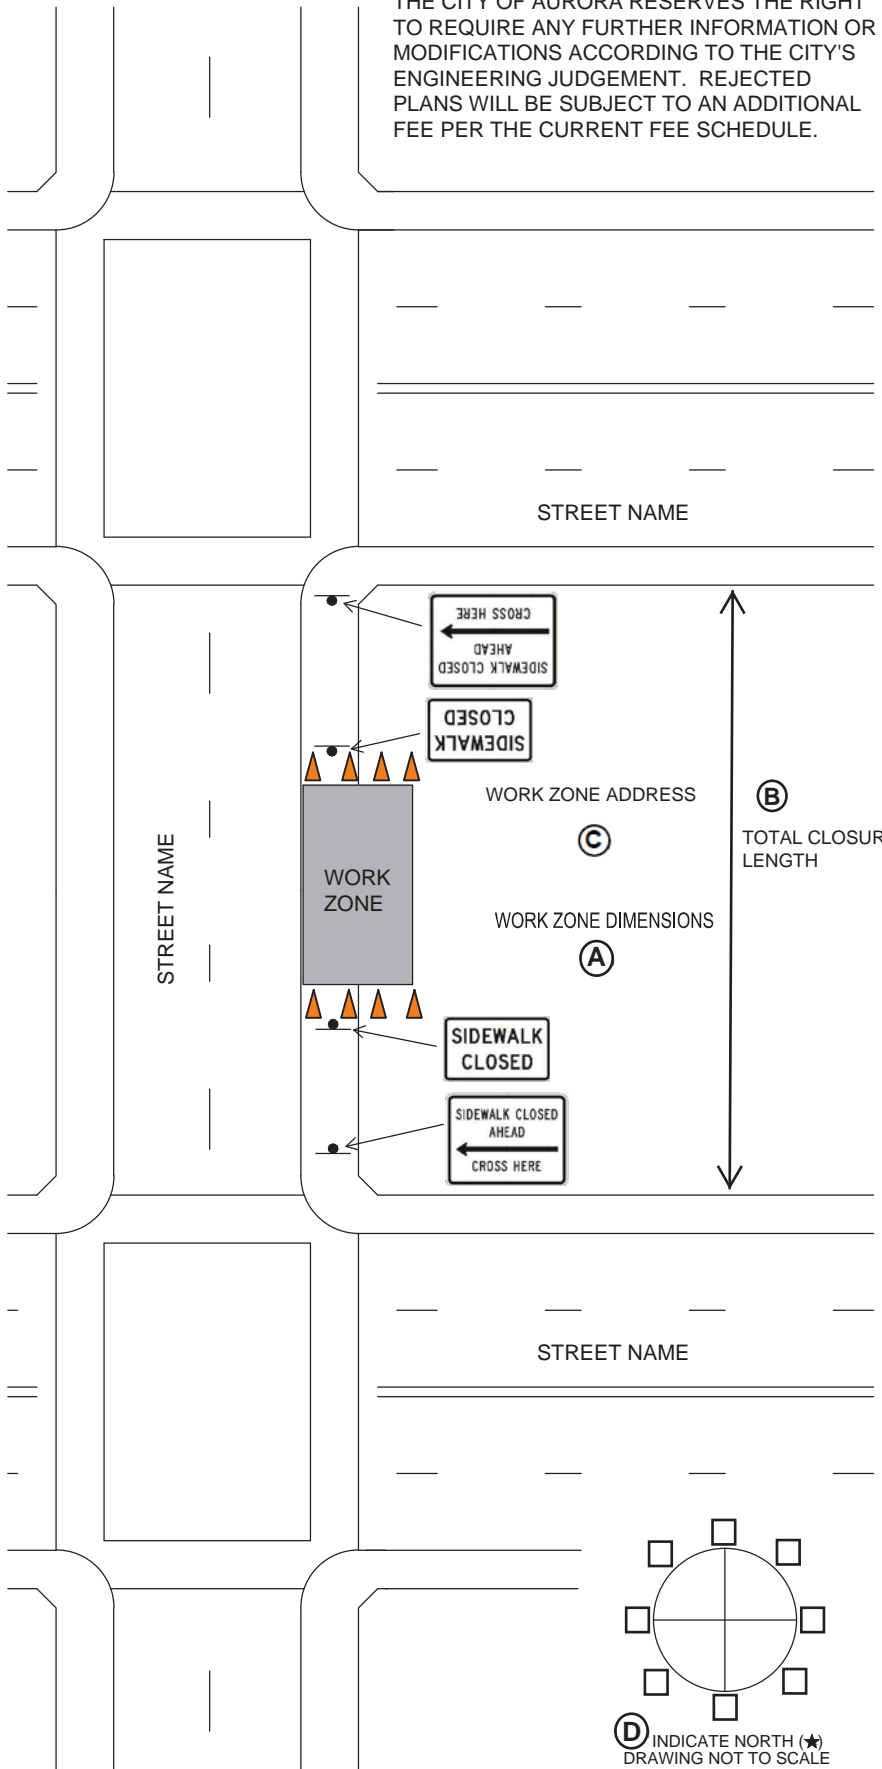 THE CITY OF AURORA RESERVES THE RIGHT
TO REQUIRE ANY FURTHER INFORMATION OR
MODIFICATIONS ACCORDING TO THE CITY'S
ENGINEERING JUDGEMENT. REJECTED
PLANS WILL BE SUBJECT TO AN ADDITIONAL
FEE PER THE CURRENT FEE SCHEDULE.
STREET NAME
SIDEWALK CLOSED
AHEAD
CROSS HERE
SIDEWALK
CLOSED
WORK ZONE ADDRESS
C
B
TOTAL CLOSUR
LENGTH
STREET NAME
WORK
ZONE
WORK ZONE DIMENSIONS
A
SIDEWALK
CLOSED
SIDEWALK CLOSED
AHEAD
CROSS HERE
STREET NAME
D INDICATE NORTH (★)
DRAWING NOT TO SCALE